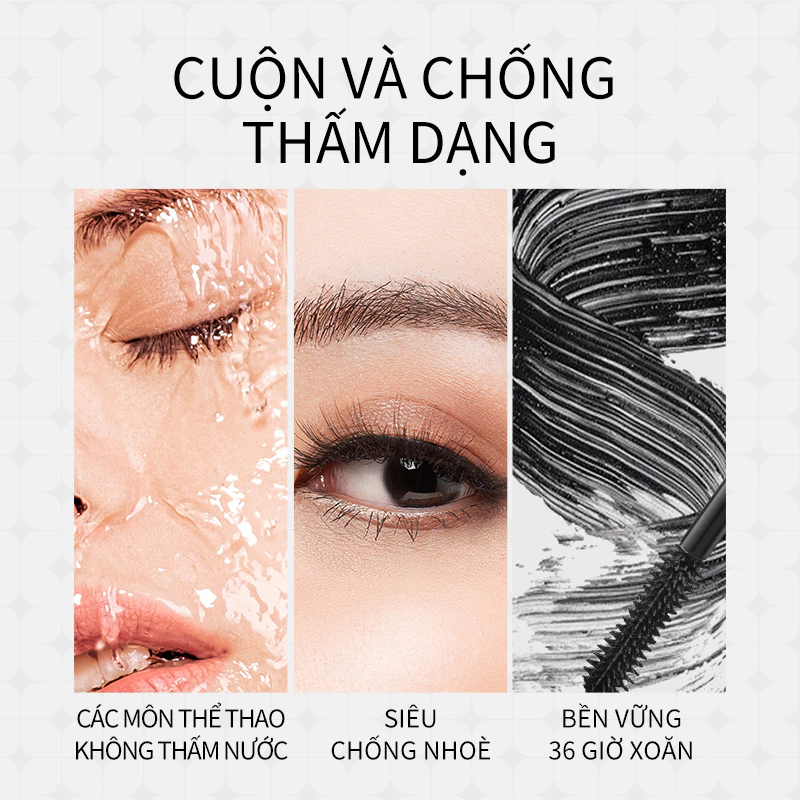 CUỘN VÀ CHỐNG
THẤM DẠNG
CÁC MÔN THỂ THAO
KHÔNG THẤM NƯỚC
SIÊU
CHỐNG NHOÈ
BỀN VỮNG
36 GIỜ XOĂN